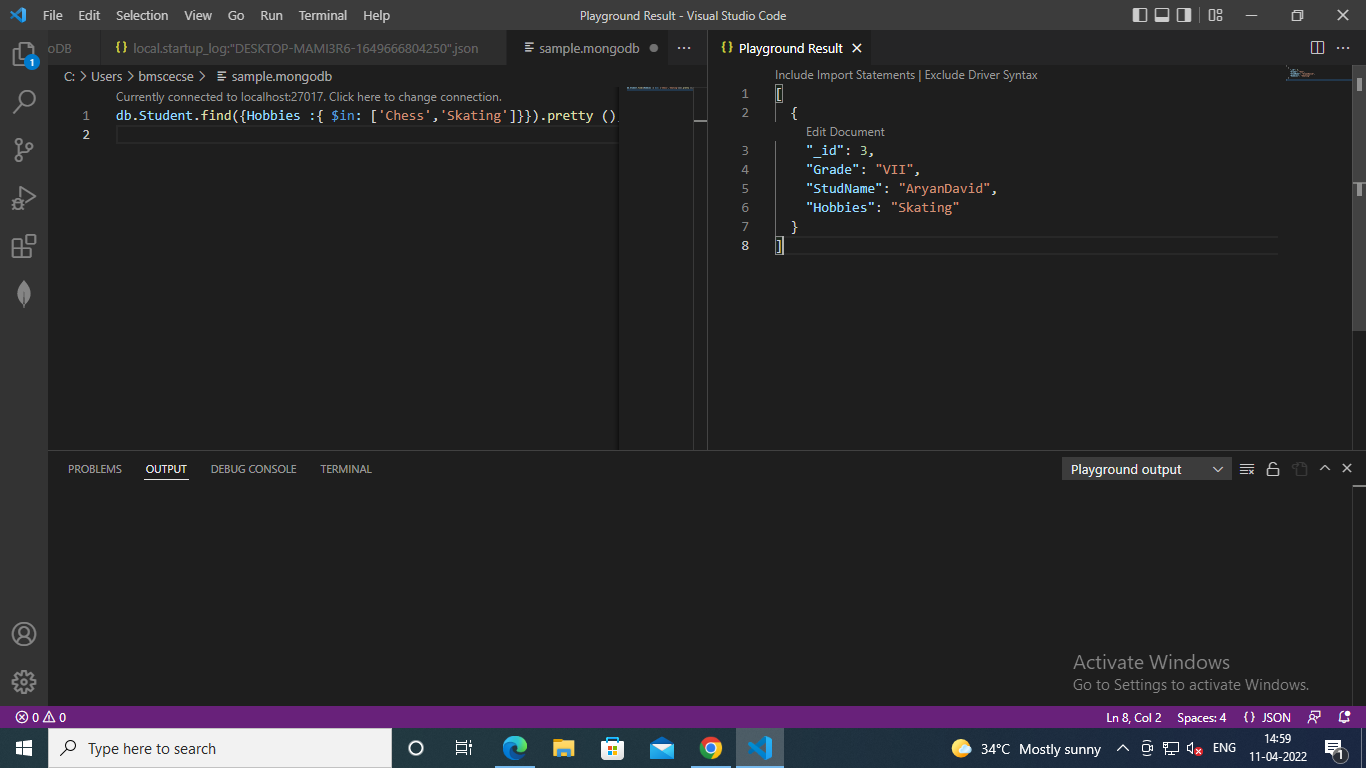 File Edit Selection View Go Run Terminal Help
Playground Result - Visual Studio Code
oDB
{} local.startup_log:"DESKTOP-MAMI3R6-1649666804250".json
sample.mongodb
C: > Users > bmscecse > sample.mongodb
Currently connected to localhost:27017. Click here to change connection.
1 db.Student.find({Hobbies :{ $in: ['Chess','Skating']}}).pretty ()
2
{} Playground Result
Include Import Statements | Exclude Driver Syntax
1 [
2 {
Edit Document
3 "_id": 3,
4 "Grade": "VII",
5 "StudName": "AryanDavid",
6 "Hobbies": "Skating"
7 }
8 ]
1
PROBLEMS OUTPUT DEBUG CONSOLE TERMINAL
Playground output
Activate Windows
Go to Settings to activate Windows.
0 0
Ln 8, Col 2 Spaces: 4 {} JSON
Type here to search
34°C Mostly sunny
ENG
14:59
11-04-2022
1